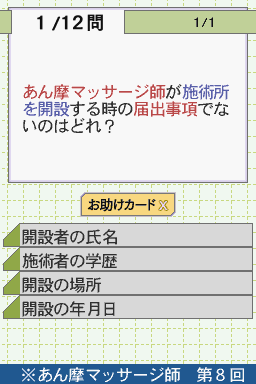 1/12問
1/1
あん摩マッサージ師が施術所
を開設する時の届出事項でな
いのはどれ？
お助けカード×
開設者の氏名
施術者の学歴
開設の場所
開設の年月日
※あん摩マッサージ師　第８回